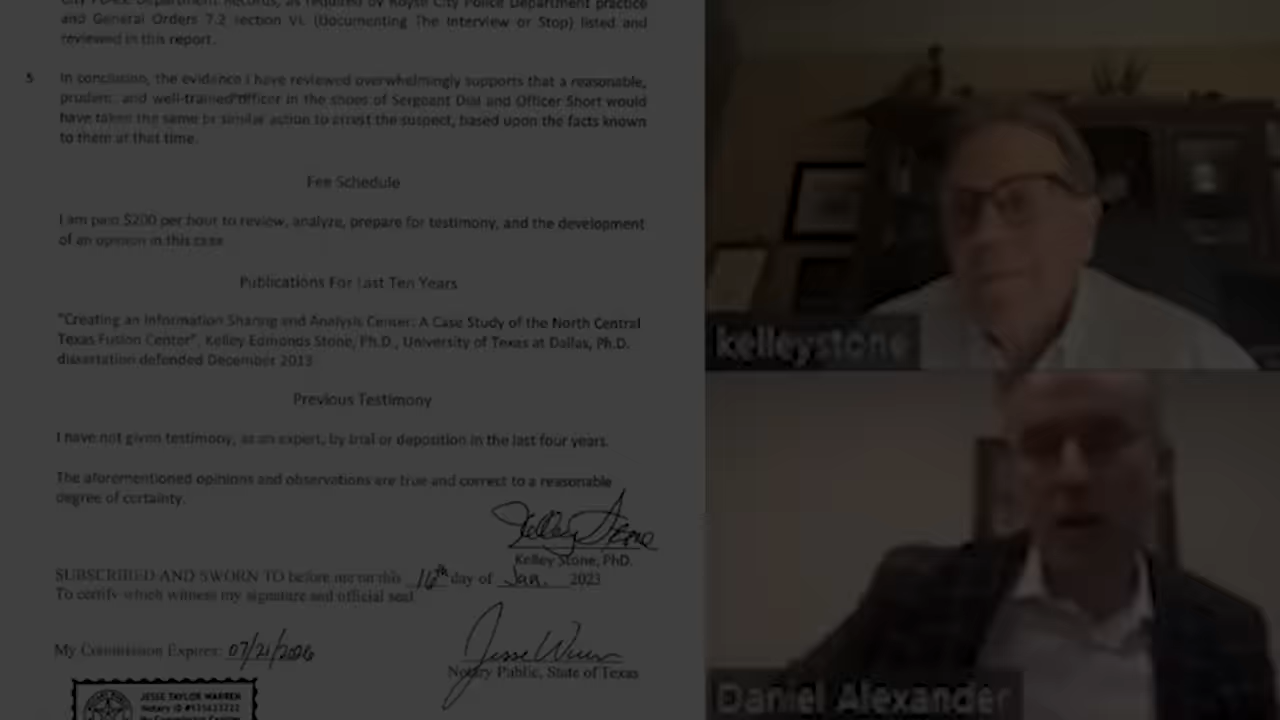 City Police Department Records, as required by Royse City Police Department practice
and General Orders 7.2 section VI. (Documenting The Interview or Stop) listed and
reviewed in this report.
5 In conclusion, the evidence I have reviewed overwhelmingly supports that a reasonable,
prudent, and well-trained officer in the shoes of Sergeant Dial and Officer Short would
have taken the same or similar action to arrest the suspect, based upon the facts known
to them at that time.
Fee Schedule
I am paid $200 per hour to review, analyze, prepare for testimony, and the development
of an opinion in this case
Publications For Last Ten Years
"Creating an Information Sharing and Analysis Center: A Case Study of the North Central
Texas Fusion Center", Kelley Edmonds Stone, Ph.D., University of Texas at Dallas, Ph.D.
dissertation defended December 2013
Previous Testimony
I have not given testimony, as an expert, by trial or deposition in the last four years.
The aforementioned opinions and observations are true and correct to a reasonable
degree of certainty.
Kelley Stone
Kelley Stone, PhD.
SUBSCRIBED AND SWORN TO before me on this 16th day of Jan. 2023
To certify which witness my signature and official seal
My Commission Expires: 07/21/2026
Notary Public, State of Texas
JESSE TAYLOR WARREN
kelleystone
Daniel Alexander